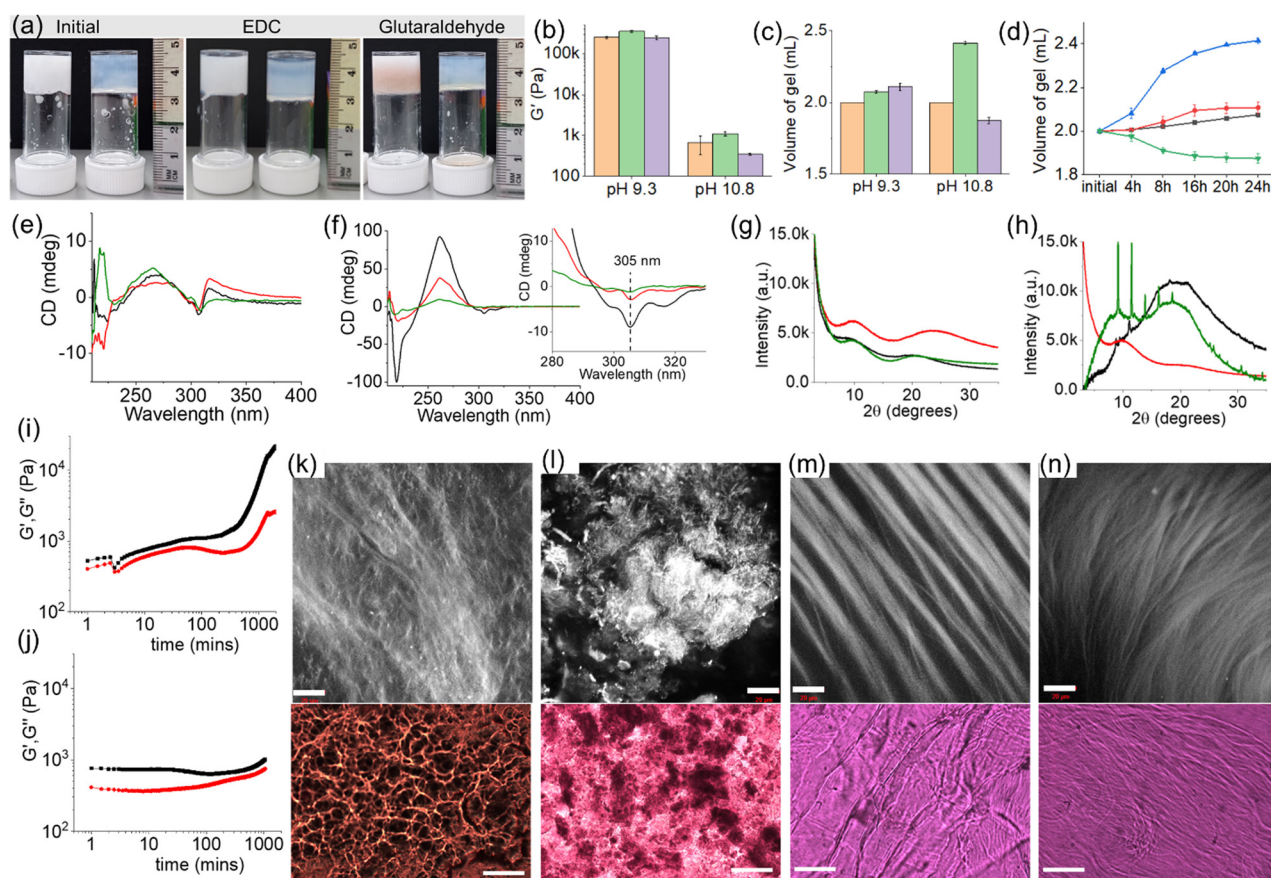 (a) Initial EDC Glutaraldehyde
(b)
G′ (Pa)
100k
10k
1k
100
pH 9.3 pH 10.8
(c)
Volume of gel (mL)
2.5
2.0
1.5
pH 9.3 pH 10.8
(d)
Volume of gel (mL)
2.4
2.2
2.0
1.8
initial 4h 8h 16h 20h 24h
(e)
CD (mdeg)
10
0
-10
250 300 350 400
Wavelength (nm)
(f)
CD (mdeg)
100
50
0
-50
-100
250 300 350 400
Wavelength (nm)
CD (mdeg)
10
5
0
-5
-10
305 nm
280 300 320
Wavelength (nm)
(g)
Intensity (a.u.)
15.0k
10.0k
5.0k
0.0
10 20 30
2θ (degrees)
(h)
Intensity (a.u.)
15.0k
10.0k
5.0k
0.0
10 20 30
2θ (degrees)
(i)
G′,G″ (Pa)
10⁴
10³
10²
1 10 100 1000
time (mins)
(j)
G′,G″ (Pa)
10⁴
10³
10²
1 10 100 1000
time (mins)
(k)
(l)
(m)
(n)